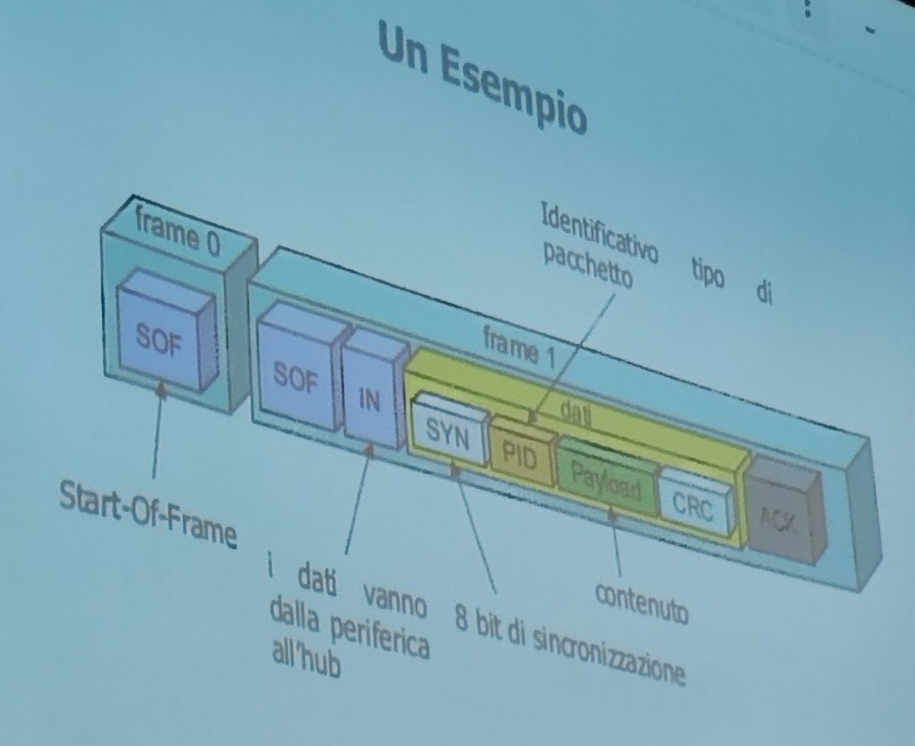 Un Esempio
Identificativo tipo di
pacchetto
frame 0
SOF
frame 1
SOF
IN
dati
SYN
PID
Payload
CRC
ACK
Start-Of-Frame
i dati vanno
dalla periferica
all'hub
8 bit di sincronizzazione
contenuto